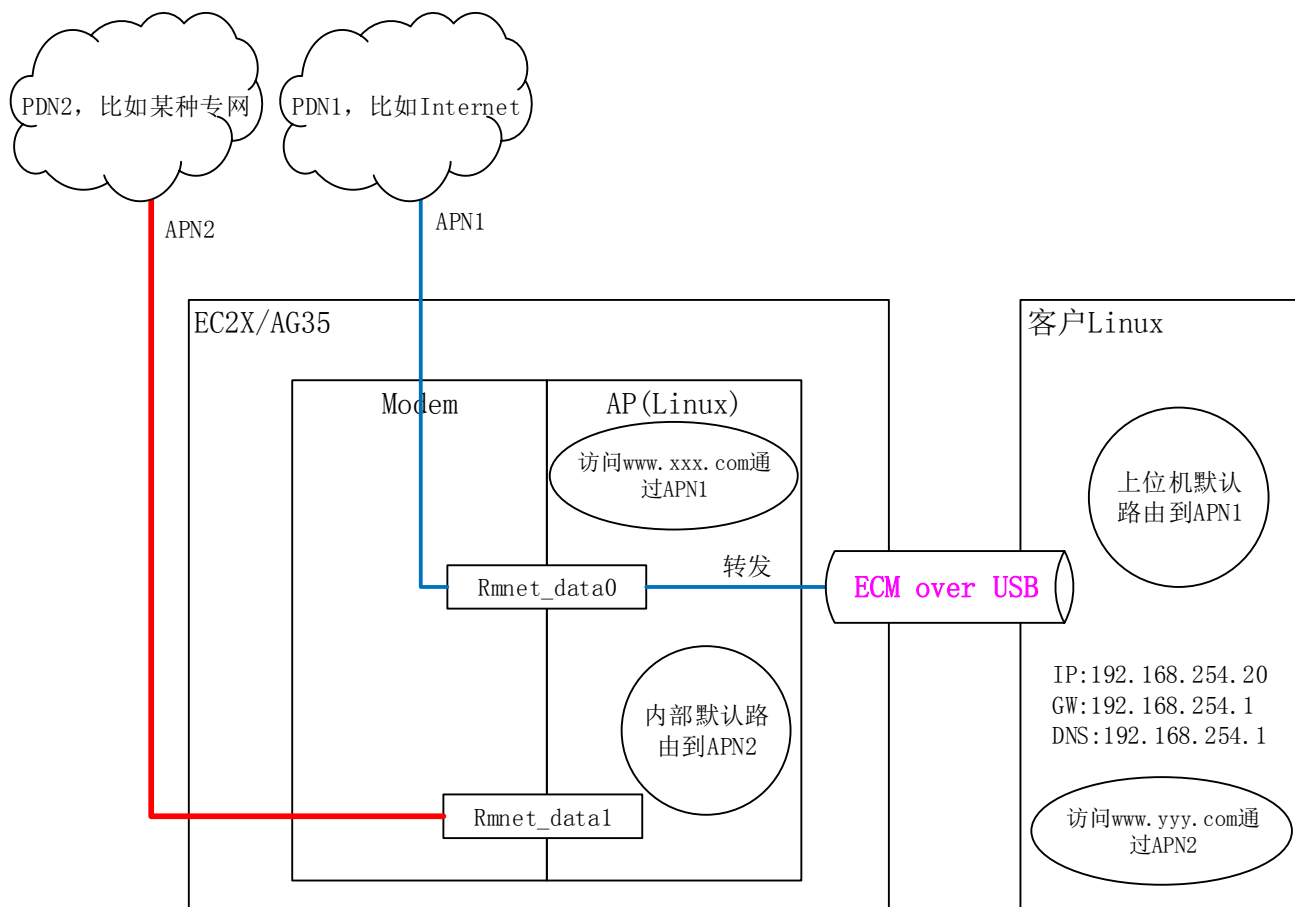 PDN2，比如某种专网
PDN1，比如Internet
APN2
APN1
EC2X/AG35
客户Linux
Modem
AP(Linux)
访问www.xxx.com通
过APN1
上位机默认
路由到APN1
Rmnet_data0
转发
ECM over USB
IP:192.168.254.20
GW:192.168.254.1
DNS:192.168.254.1
内部默认路
由到APN2
Rmnet_data1
访问www.yyy.com通
过APN2